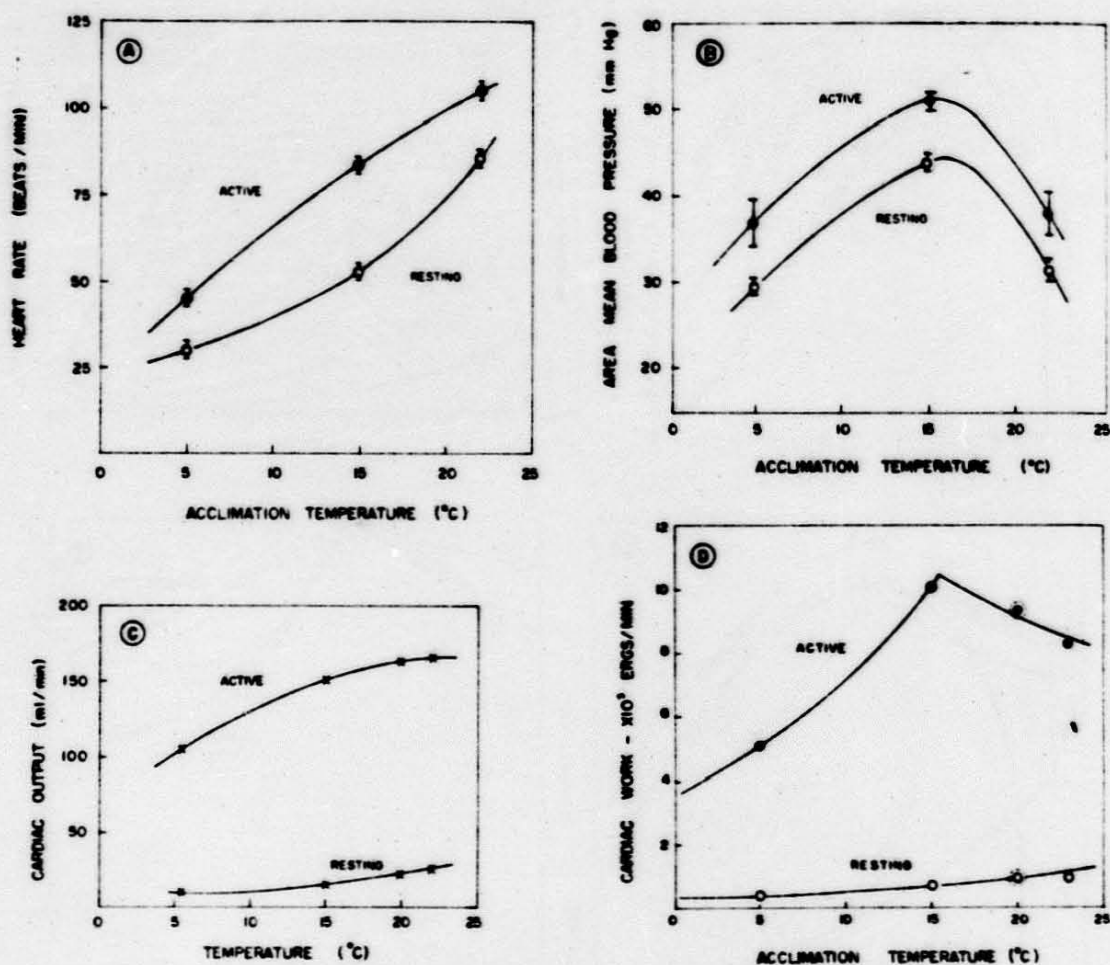 A
HEART RATE (BEATS/MIN)
125
100
75
50
25
ACTIVE
RESTING
0 5 10 15 20 25
ACCLIMATION TEMPERATURE (°C)
B
AREA MEAN BLOOD PRESSURE (mm Hg)
60
50
40
30
20
ACTIVE
RESTING
0 5 10 15 20 25
ACCLIMATION TEMPERATURE (°C)
C
CARDIAC OUTPUT (ml/min)
200
150
100
50
ACTIVE
RESTING
0 5 10 15 20 25
TEMPERATURE (°C)
D
CARDIAC WORK - X10³ ERGS/MIN
12
10
8
6
4
2
ACTIVE
RESTING
0 5 10 15 20 25
ACCLIMATION TEMPERATURE (°C)